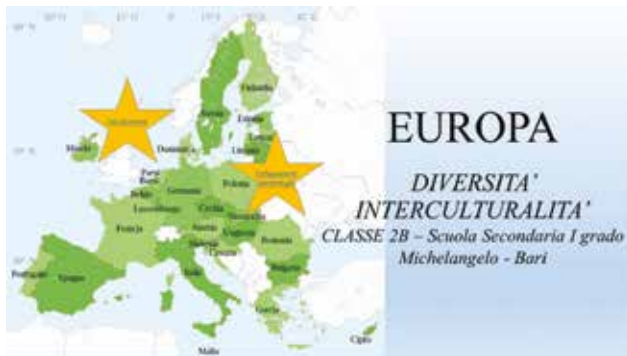 EUROPA
DIVERSITA'
INTERCULTURALITA'
CLASSE 2B – Scuola Secondaria I grado
Michelangelo - Bari
Finlandia
Svezia
Estonia
Lettonia
Lituania
Irlanda
Danimarca
Paesi
Bassi
Belgio
Germania
Polonia
Lussemburgo
Cechia
Slovacchia
Francia
Austria
Ungheria
Slovenia
Croazia
Romania
Portogallo
Spagna
Italia
Bulgaria
Grecia
Malta
Cipro